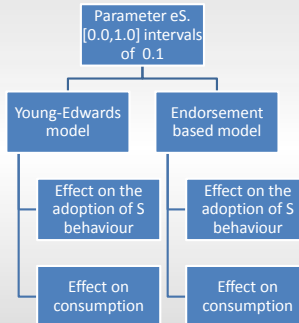 Parameter eS.
[0.0,1.0] intervals
of 0.1
Young-Edwards
model
Endorsement
based model
Effect on the
adoption of S
behaviour
Effect on the
adoption of S
behaviour
Effect on
consumption
Effect on
consumption